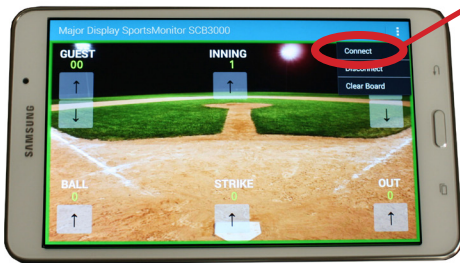 Major Display SportsMonitor SCB3000
GUEST
00
INNING
1
Connect
Disconnect
Clear Board
SAMSUNG
BALL
0
STRIKE
0
OUT
0